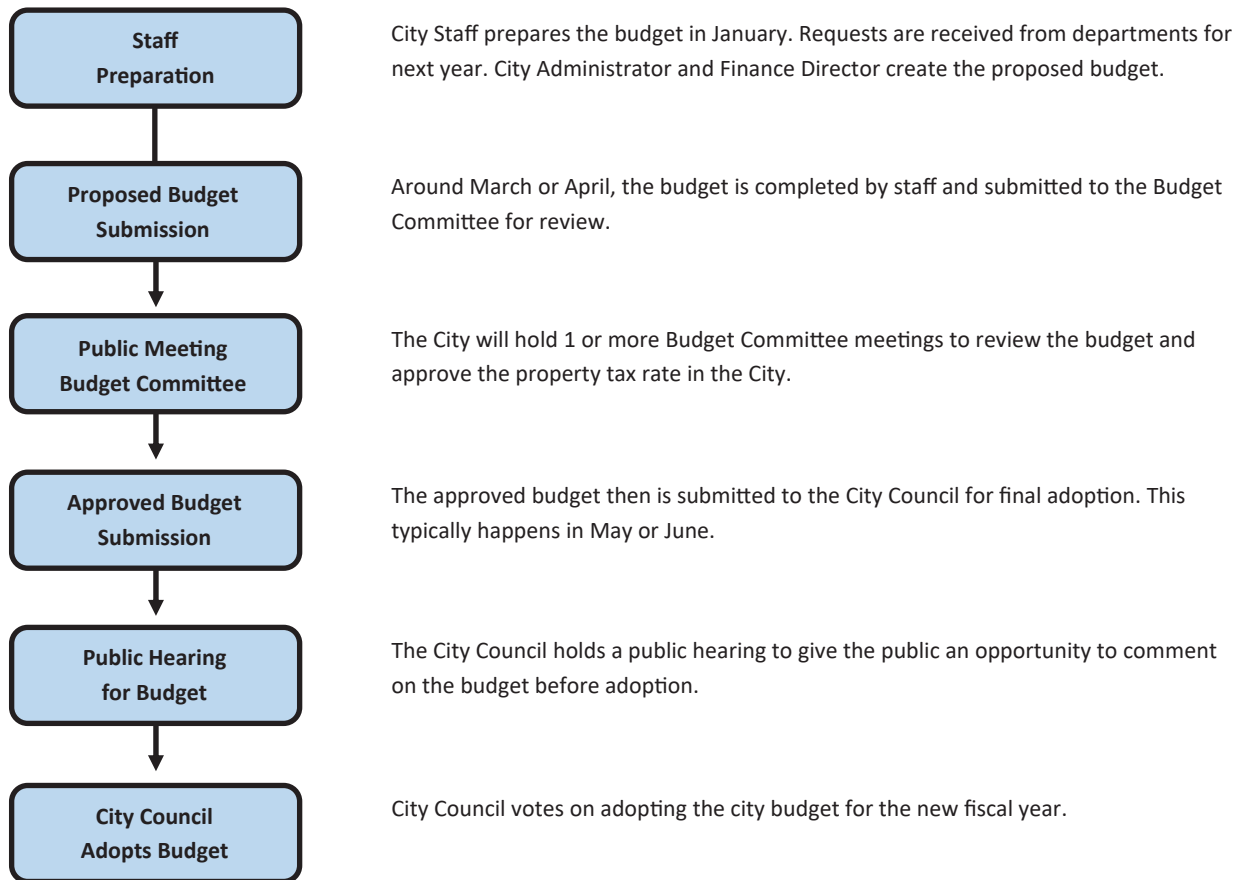 Staff
Preparation
City Staff prepares the budget in January. Requests are received from departments for
next year. City Administrator and Finance Director create the proposed budget.
Proposed Budget
Submission
Around March or April, the budget is completed by staff and submitted to the Budget
Committee for review.
Public Meeting
Budget Committee
The City will hold 1 or more Budget Committee meetings to review the budget and
approve the property tax rate in the City.
Approved Budget
Submission
The approved budget then is submitted to the City Council for final adoption. This
typically happens in May or June.
Public Hearing
for Budget
The City Council holds a public hearing to give the public an opportunity to comment
on the budget before adoption.
City Council
Adopts Budget
City Council votes on adopting the city budget for the new fiscal year.